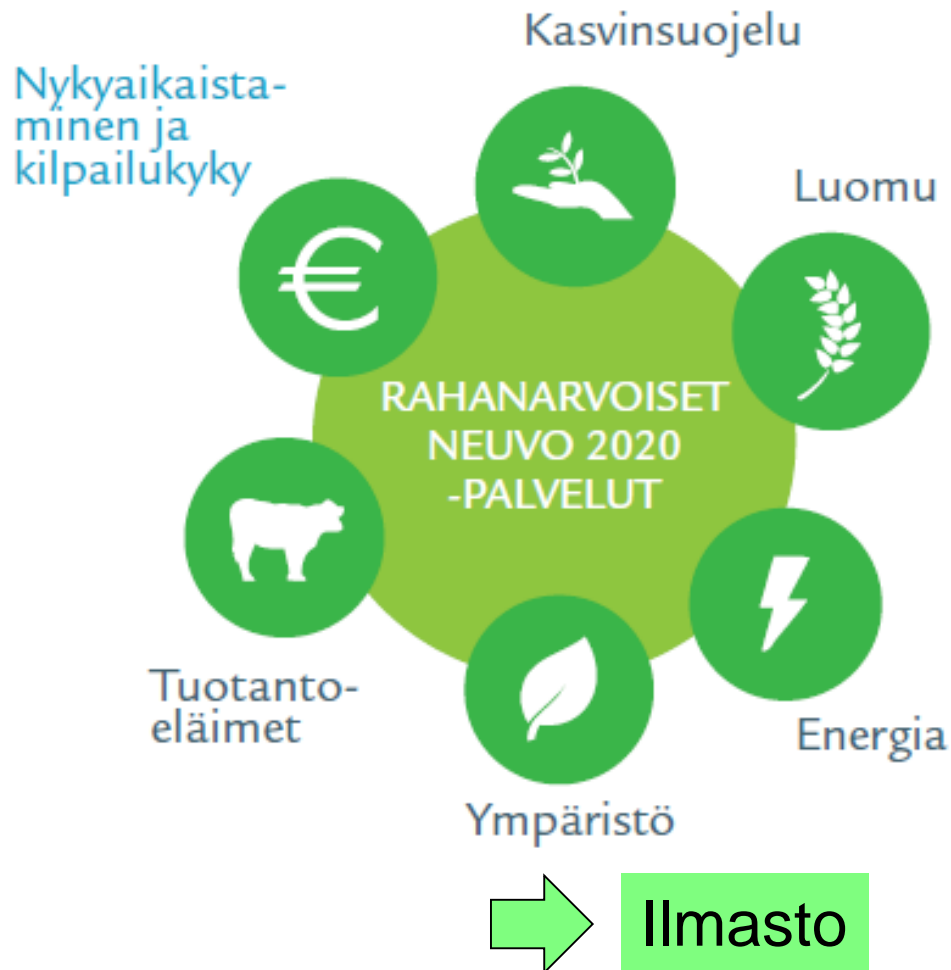 Kasvinsuojelu
Nykyaikaista-
minen ja
kilpailukyky
Luomu
€
RAHANARVOISET
NEUVO 2020
-PALVELUT
Tuotanto-
eläimet
Energia
Ympäristö
Ilmasto